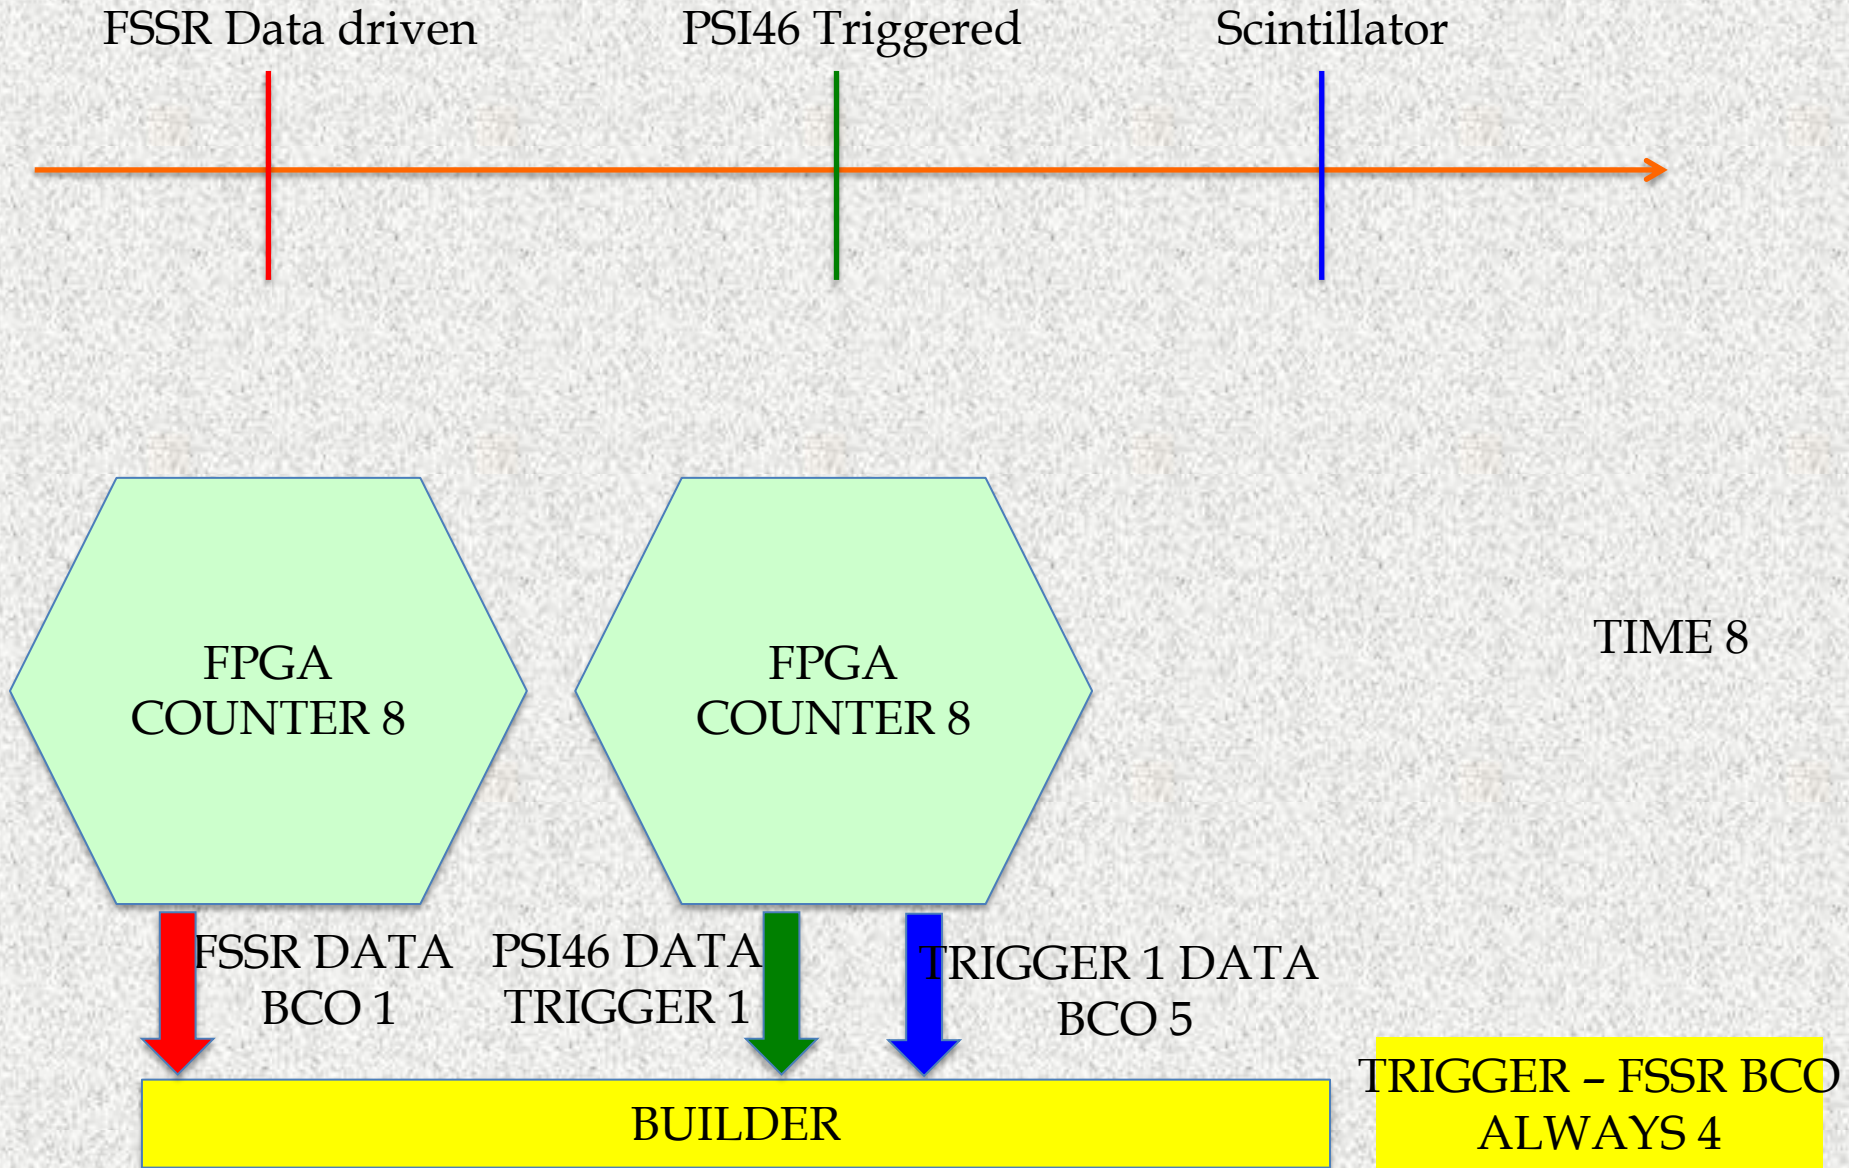 FSSR Data driven
PSI46 Triggered
Scintillator
FPGA
COUNTER 8
FPGA
COUNTER 8
TIME 8
FSSR DATA
BCO 1
PSI46 DATA
TRIGGER 1
TRIGGER 1 DATA
BCO 5
BUILDER
TRIGGER – FSSR BCO
ALWAYS 4